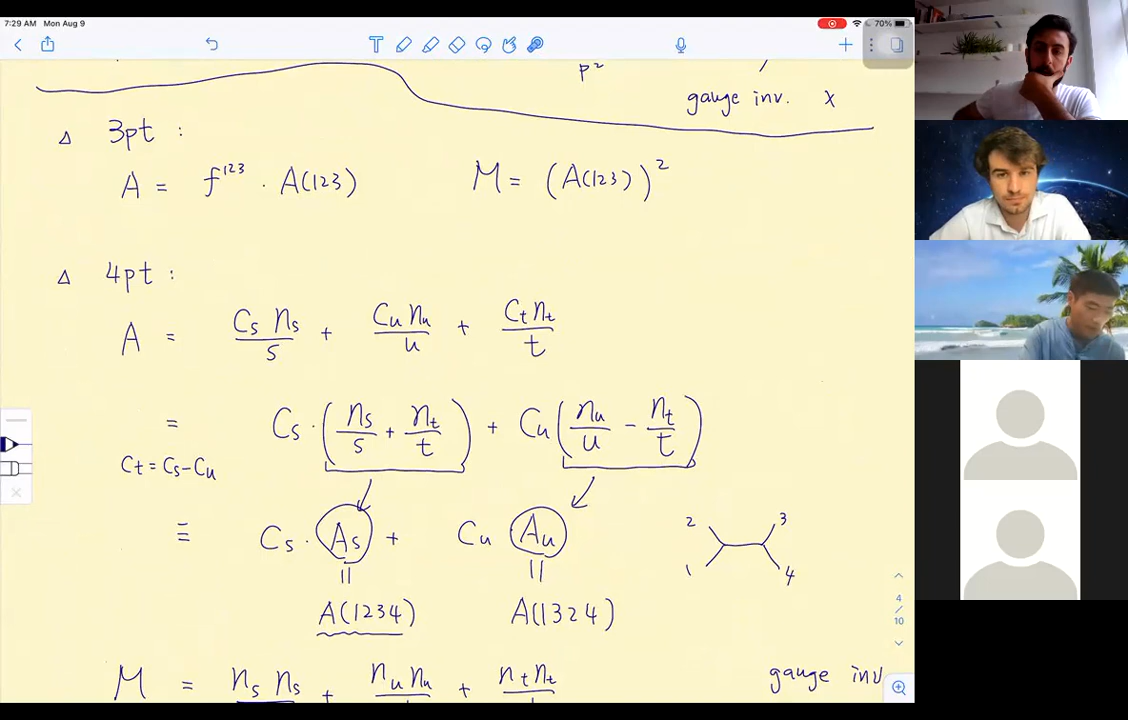 7:29 AM Mon Aug 9
70%
p²
gauge inv. x
Δ 3pt :
A = f¹²³ · A(123) M = (A(123))²
Δ 4pt :
A = Cs ns / s + Cu nu / u + Ct nt / t
= Cs · (ns / s + nt / t) + Cu (nu / u − nt / t)
Ct = Cs − Cu
≡ Cs · As + Cu Au
2 3
1 4
= =
A(1234) A(1324)
4 / 10
M = ns ns + nu nu + nt nt
gauge inv